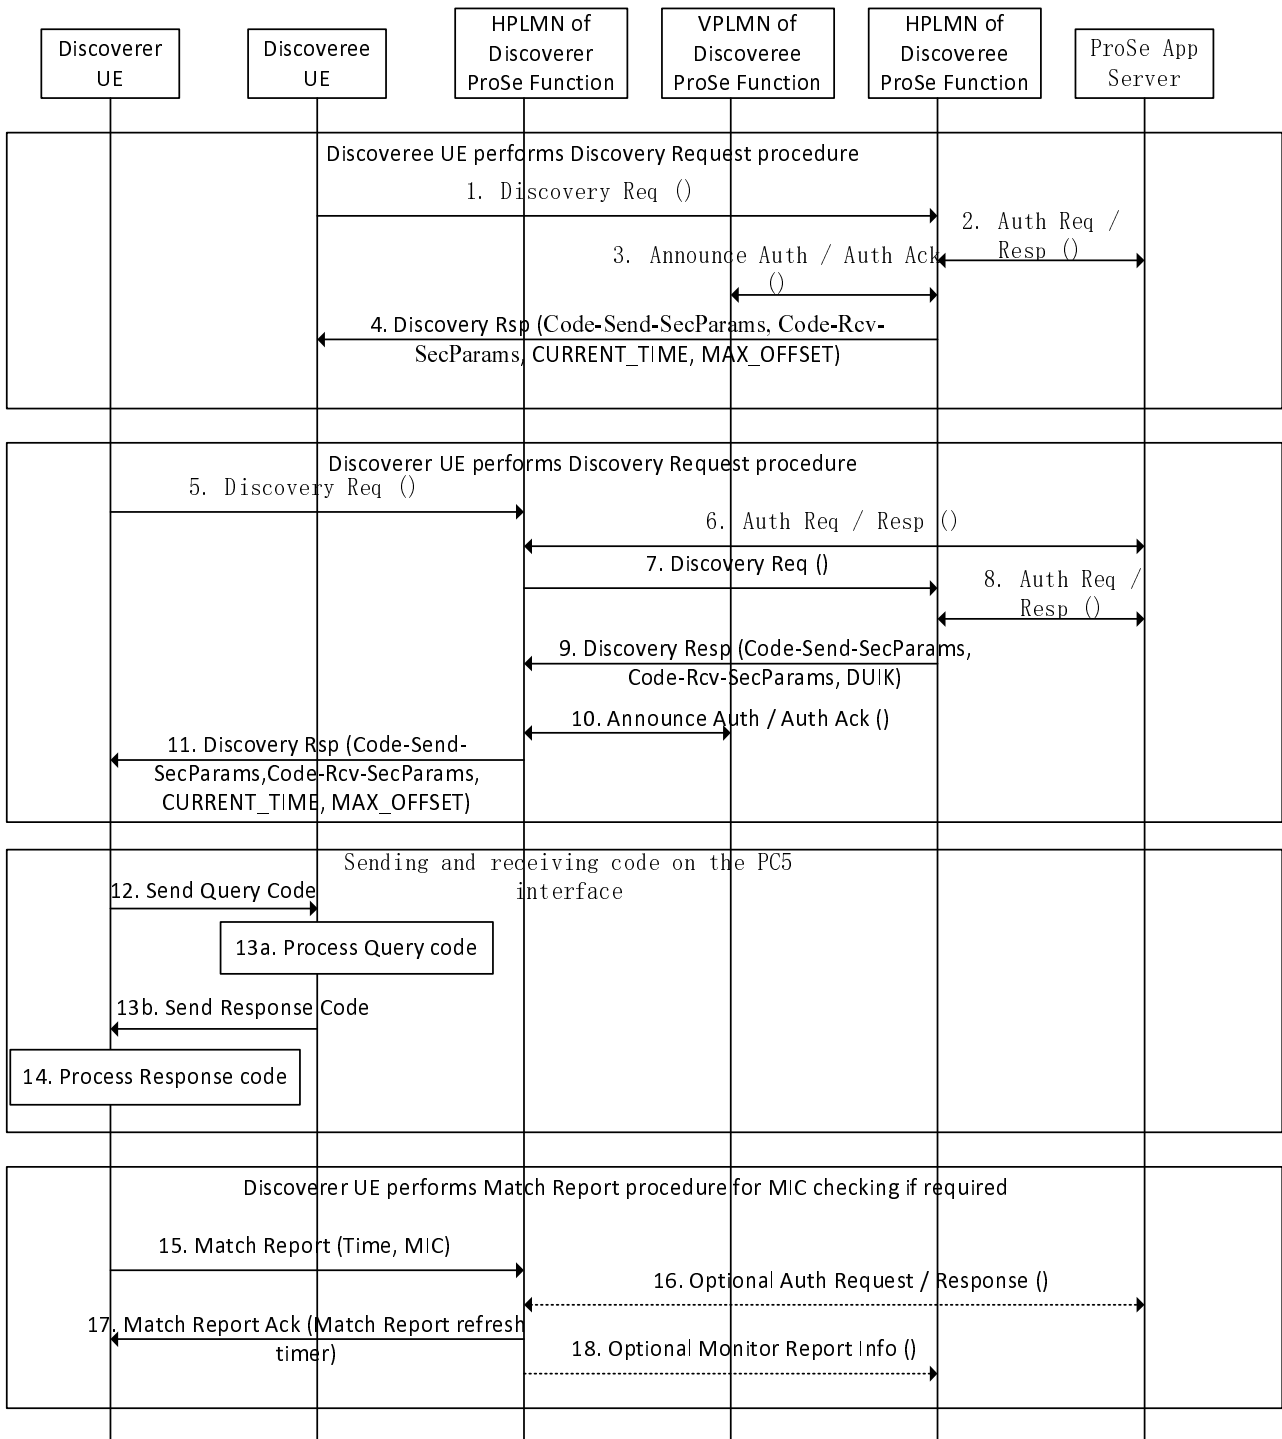 Discoverer
UE
Discoveree
UE
HPLMN of
Discoverer
ProSe Function
VPLMN of
Discoveree
ProSe Function
HPLMN of
Discoveree
ProSe Function
ProSe App
Server
Discoveree UE performs Discovery Request procedure
1. Discovery Req ()
2. Auth Req /
Resp ()
3. Announce Auth / Auth Ack
()
4. Discovery Rsp (Code-Send-SecParams, Code-Rcv-
SecParams, CURRENT_TIME, MAX_OFFSET)
Discoverer UE performs Discovery Request procedure
5. Discovery Req ()
6. Auth Req / Resp ()
7. Discovery Req ()
8. Auth Req /
Resp ()
9. Discovery Resp (Code-Send-SecParams,
Code-Rcv-SecParams, DUIK)
10. Announce Auth / Auth Ack ()
11. Discovery Rsp (Code-Send-
SecParams,Code-Rcv-SecParams,
CURRENT_TIME, MAX_OFFSET)
Sending and receiving code on the PC5
interface
12. Send Query Code
13a. Process Query code
13b. Send Response Code
14. Process Response code
Discoverer UE performs Match Report procedure for MIC checking if required
15. Match Report (Time, MIC)
16. Optional Auth Request / Response ()
17. Match Report Ack (Match Report refresh
timer)
18. Optional Monitor Report Info ()